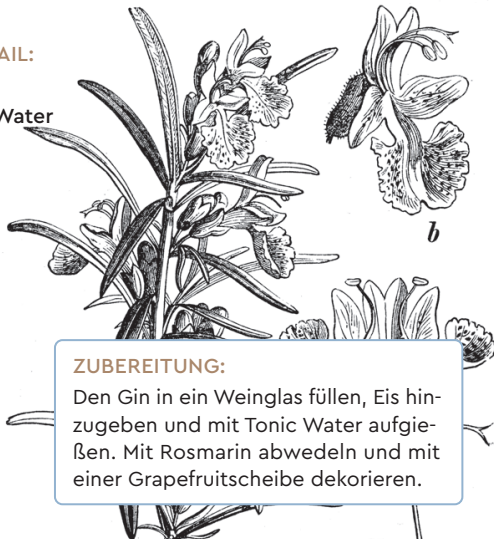 AIL:
Water
b
ZUBEREITUNG:
Den Gin in ein Weinglas füllen, Eis hin-
zugeben und mit Tonic Water aufgie-
ßen. Mit Rosmarin abwedeln und mit
einer Grapefruitscheibe dekorieren.